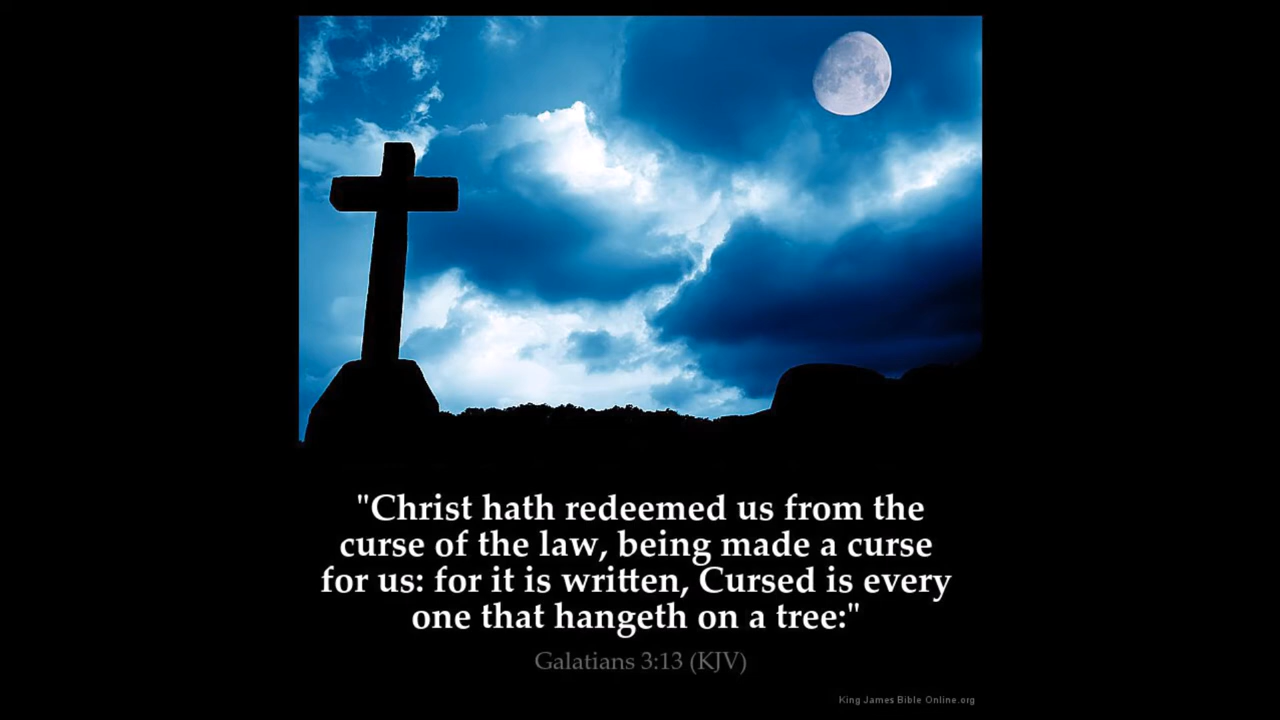 "Christ hath redeemed us from the
curse of the law, being made a curse
for us: for it is written, Cursed is every
one that hangeth on a tree:"
Galatians 3:13 (KJV)
King James Bible Online.org